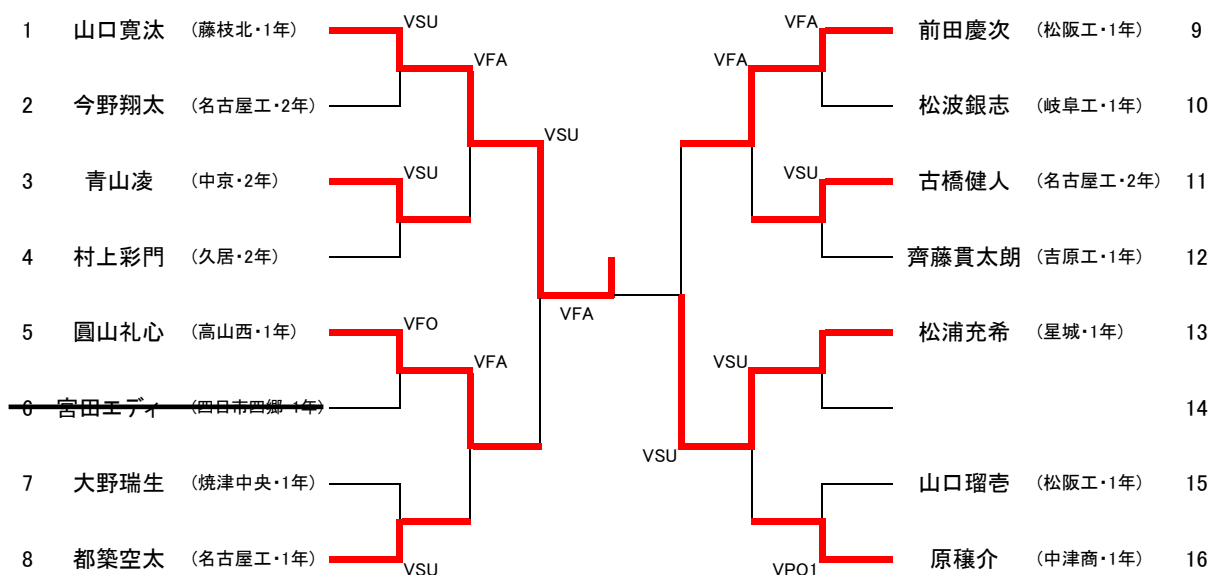 1 山口寛汰 (藤枝北・1年) VSU VFA 前田慶次 (松阪工・1年) 9
VFA VFA
2 今野翔太 (名古屋工・2年) 松波銀志 (岐阜工・1年) 10
VSU
3 青山凌 (中京・2年) VSU VSU 古橋健人 (名古屋工・2年) 11
4 村上彩門 (久居・2年) 齊藤貫太朗 (吉原工・1年) 12
VFA
5 圓山礼心 (高山西・1年) VFO 松浦充希 (星城・1年) 13
VFA VSU
6 宮田エディ (四日市四郷・1年) 14
VSU
7 大野瑞生 (焼津中央・1年) 山口瑠壱 (松阪工・1年) 15
8 都築空太 (名古屋工・1年) VSU VPO1 原穣介 (中津商・1年) 16